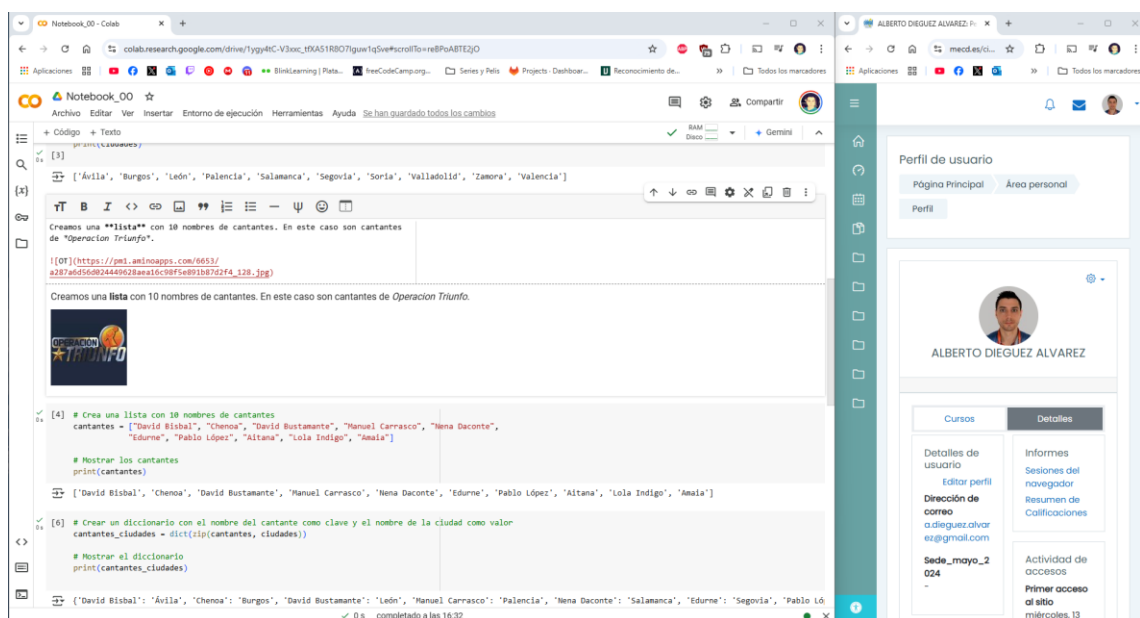 Notebook_00 - Colab
colab.research.google.com/drive/1ygy4tC-V3xxc_tfXA51R8O7Iguw1qSve#scrollTo=reBPoABTE2jO
Aplicaciones
BlinkLearning | Plata...
freeCodeCamp.org...
Series y Pelis
Projects - Dashboar...
Reconocimiento de...
Todos los marcadores
Notebook_00
Compartir
Archivo Editar Ver Insertar Entorno de ejecución Herramientas Ayuda Se han guardado todos los cambios
+ Código + Texto
RAM
Disco
Gemini
print(ciudades)
[3]
0 s
['Ávila', 'Burgos', 'León', 'Palencia', 'Salamanca', 'Segovia', 'Soria', 'Valladolid', 'Zamora', 'Valencia']
Creamos una **lista** con 10 nombres de cantantes. En este caso son cantantes
de *Operacion Triunfo*.
![OT](https://pm1.aminoapps.com/6653/
a287a6d56d024449628aea16c98f5e891b87d2f4_128.jpg)
Creamos una lista con 10 nombres de cantantes. En este caso son cantantes de Operacion Triunfo.
OPERACIÓN
TRIUNFO
[4] # Crea una lista con 10 nombres de cantantes
0 s
cantantes = ["David Bisbal", "Chenoa", "David Bustamante", "Manuel Carrasco", "Nena Daconte",
"Edurne", "Pablo López", "Aitana", "Lola Indigo", "Amaia"]
# Mostrar los cantantes
print(cantantes)
['David Bisbal', 'Chenoa', 'David Bustamante', 'Manuel Carrasco', 'Nena Daconte', 'Edurne', 'Pablo López', 'Aitana', 'Lola Indigo', 'Amaia']
[6] # Crear un diccionario con el nombre del cantante como clave y el nombre de la ciudad como valor
0 s
cantantes_ciudades = dict(zip(cantantes, ciudades))
# Mostrar el diccionario
print(cantantes_ciudades)
{'David Bisbal': 'Ávila', 'Chenoa': 'Burgos', 'David Bustamante': 'León', 'Manuel Carrasco': 'Palencia', 'Nena Daconte': 'Salamanca', 'Edurne': 'Segovia', 'Pablo Ló
0 s completado a las 16:32
ALBERTO DIEGUEZ ALVAREZ: Pe
mecd.es/ci...
Aplicaciones
Todos los marcadores
Perfil de usuario
Página Principal
Área personal
Perfil
ALBERTO DIEGUEZ ALVAREZ
Cursos
Detalles
Detalles de
usuario
Editar perfil
Dirección de
correo
a.dieguez.alvar
ez@gmail.com
Sede_mayo_2
024
-
Informes
Sesiones del
navegador
Resumen de
Calificaciones
Actividad de
accesos
Primer acceso
al sitio
miércoles, 13